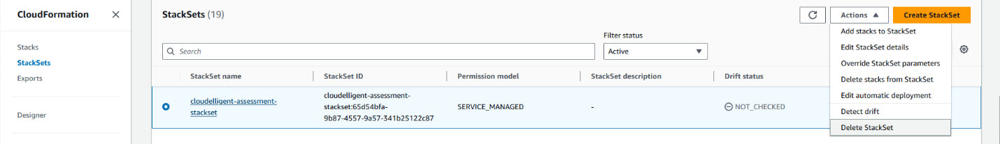 CloudFormation
Stacks
StackSets
Exports
Designer
StackSets (19)
Actions
Create StackSet
Add stacks to StackSet
Edit StackSet details
Override StackSet parameters
Delete stacks from StackSet
Edit automatic deployment
Detect drift
Delete StackSet
Filter status
Search
Active
StackSet name
StackSet ID
Permission model
StackSet description
Drift status
cloudelligent-assessment-
stackset
cloudelligent-assessment-
stackset:65d54bfa-
9b87-4557-9a57-341b25122c87
SERVICE_MANAGED
-
NOT_CHECKED